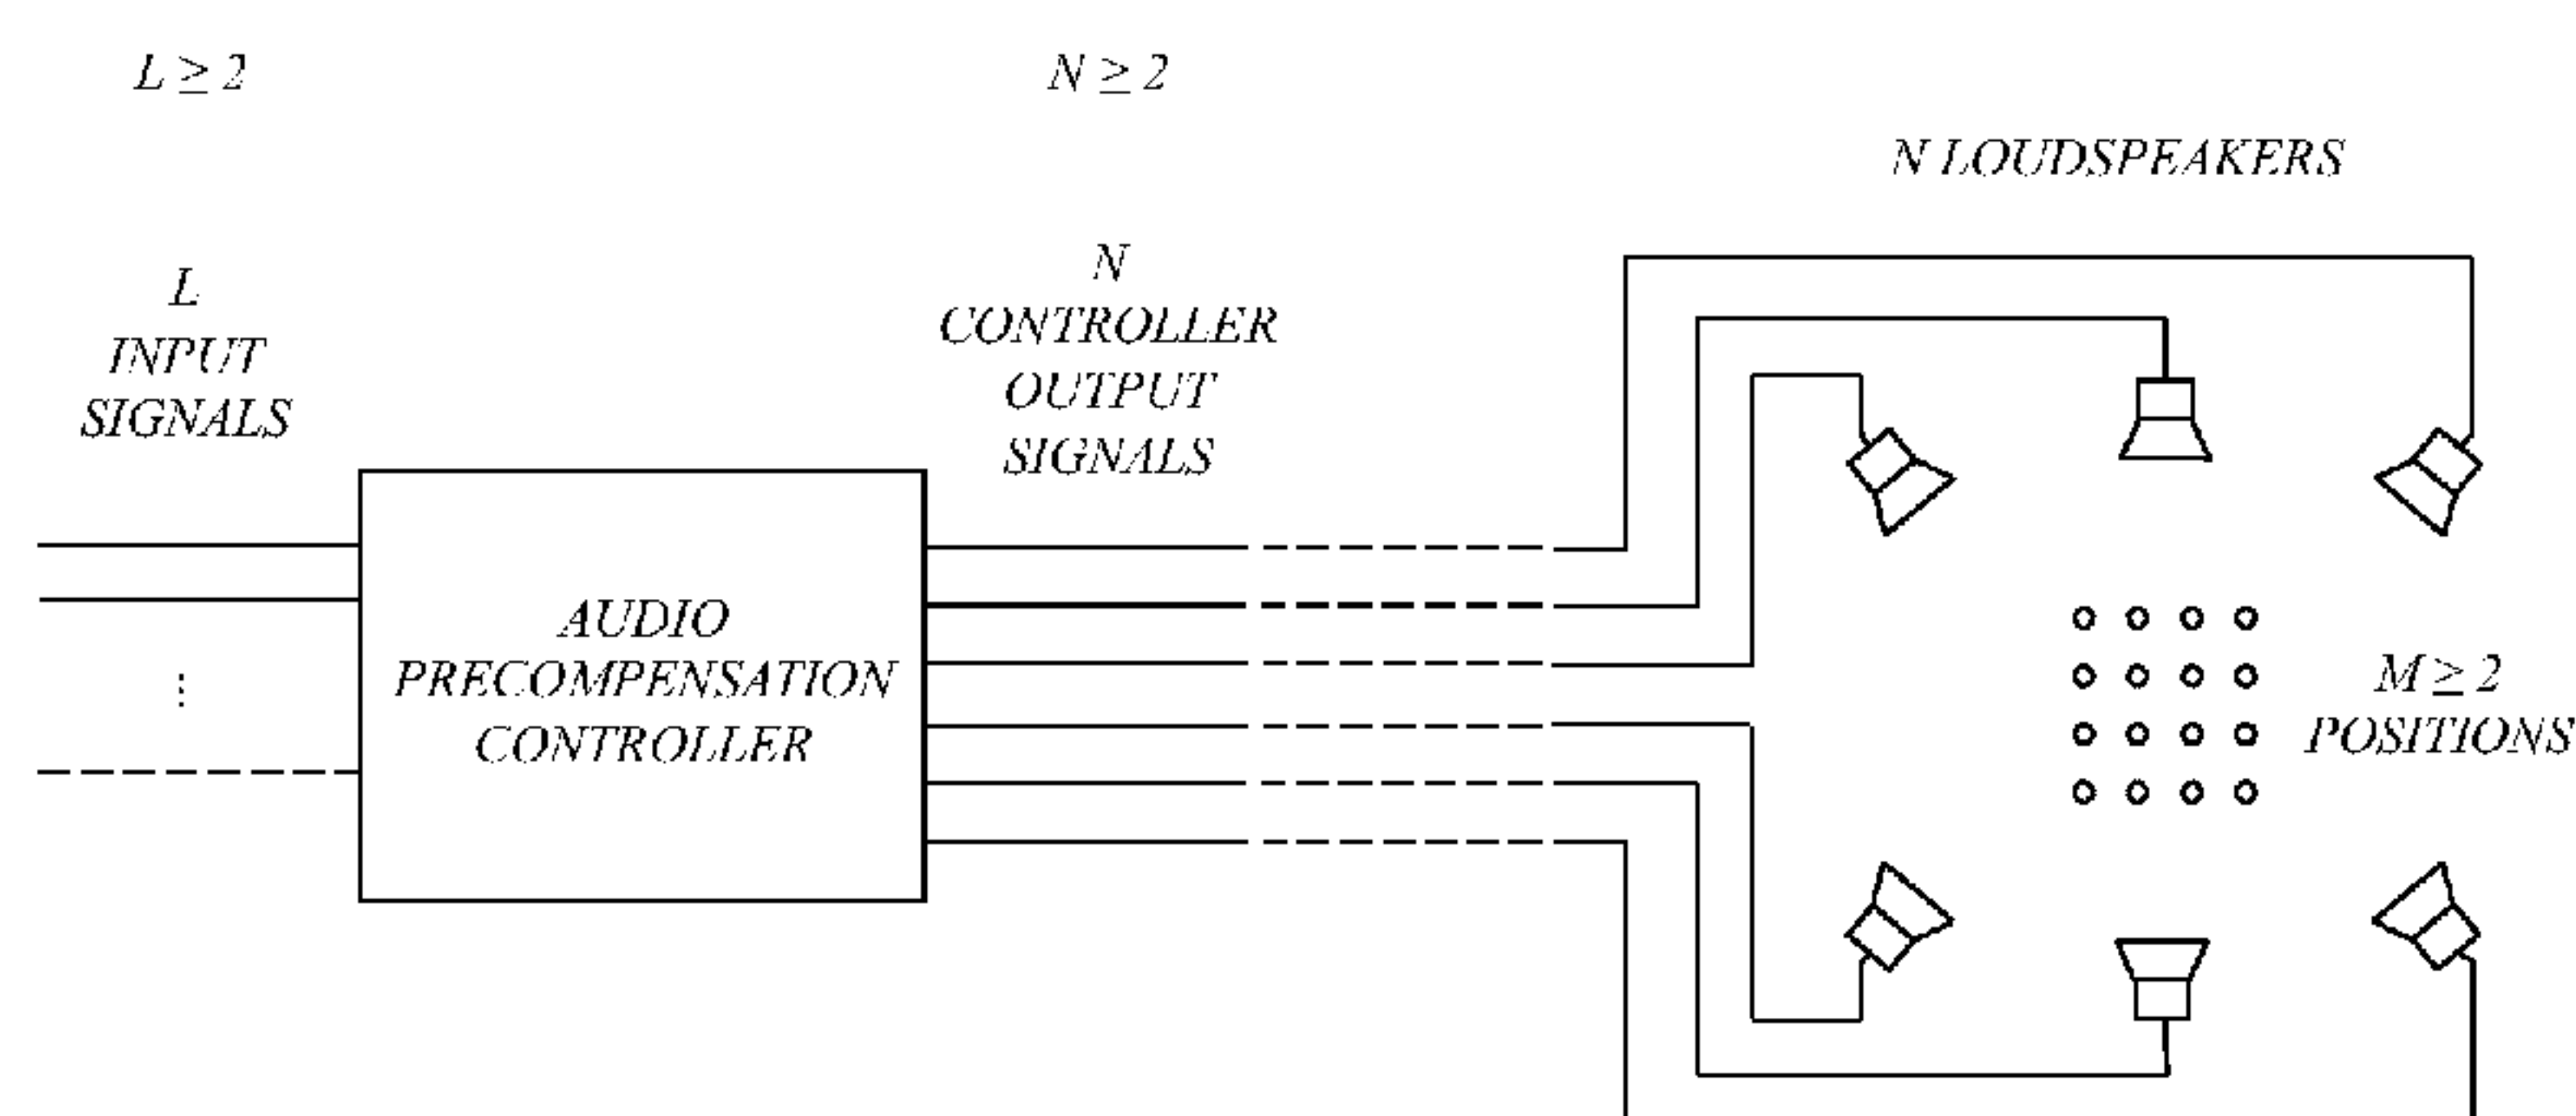 L ≥ 2
N ≥ 2
N LOUDSPEAKERS
L
INPUT
SIGNALS
N
CONTROLLER
OUTPUT
SIGNALS
AUDIO
PRECOMPENSATION
CONTROLLER
M ≥ 2
POSITIONS